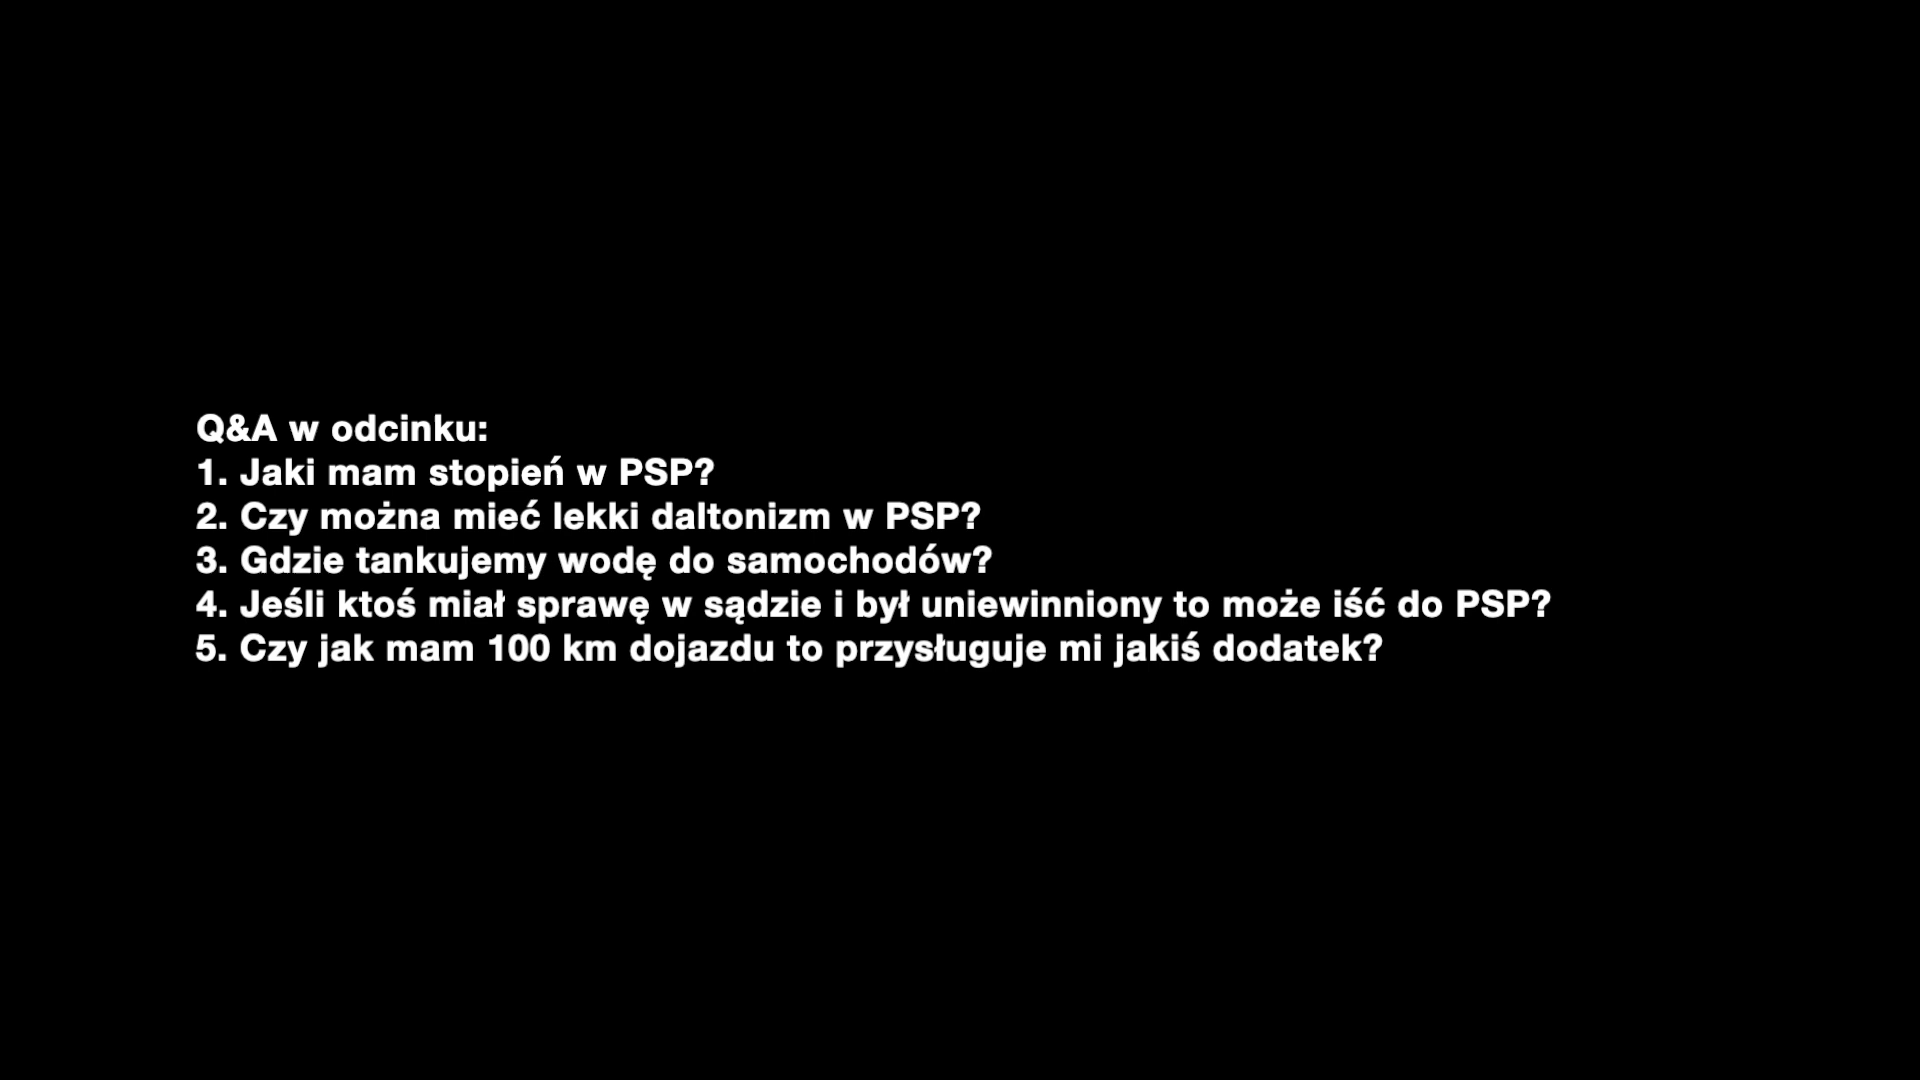 Q&A w odcinku:
1. Jaki mam stopień w PSP?
2. Czy można mieć lekki daltonizm w PSP?
3. Gdzie tankujemy wodę do samochodów?
4. Jeśli ktoś miał sprawę w sądzie i był uniewinniony to może iść do PSP?
5. Czy jak mam 100 km dojazdu to przysługuje mi jakiś dodatek?